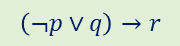 (¬p ∨ q) → r